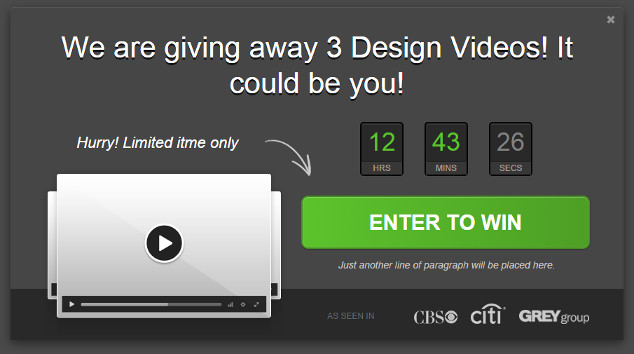 We are giving away 3 Design Videos! It
could be you!
Hurry! Limited itme only
12 43 26
HRS MINS SECS
ENTER TO WIN
Just another line of paragraph will be placed here.
AS SEEN IN
CBS citi GREYgroup